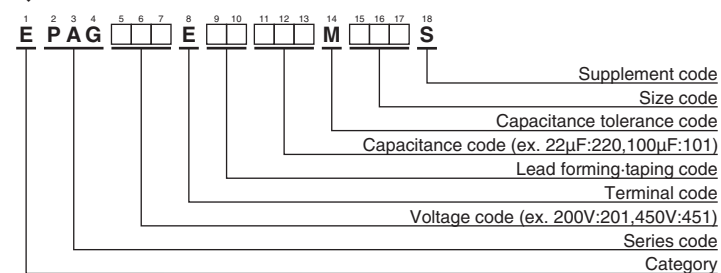 1 2 3 4 5 6 7 8 9 10 11 12 13 14 15 16 17 18
E PAG E M S
Supplement code
Size code
Capacitance tolerance code
Capacitance code (ex. 22μF:220,100μF:101)
Lead forming·taping code
Terminal code
Voltage code (ex. 200V:201,450V:451)
Series code
Category